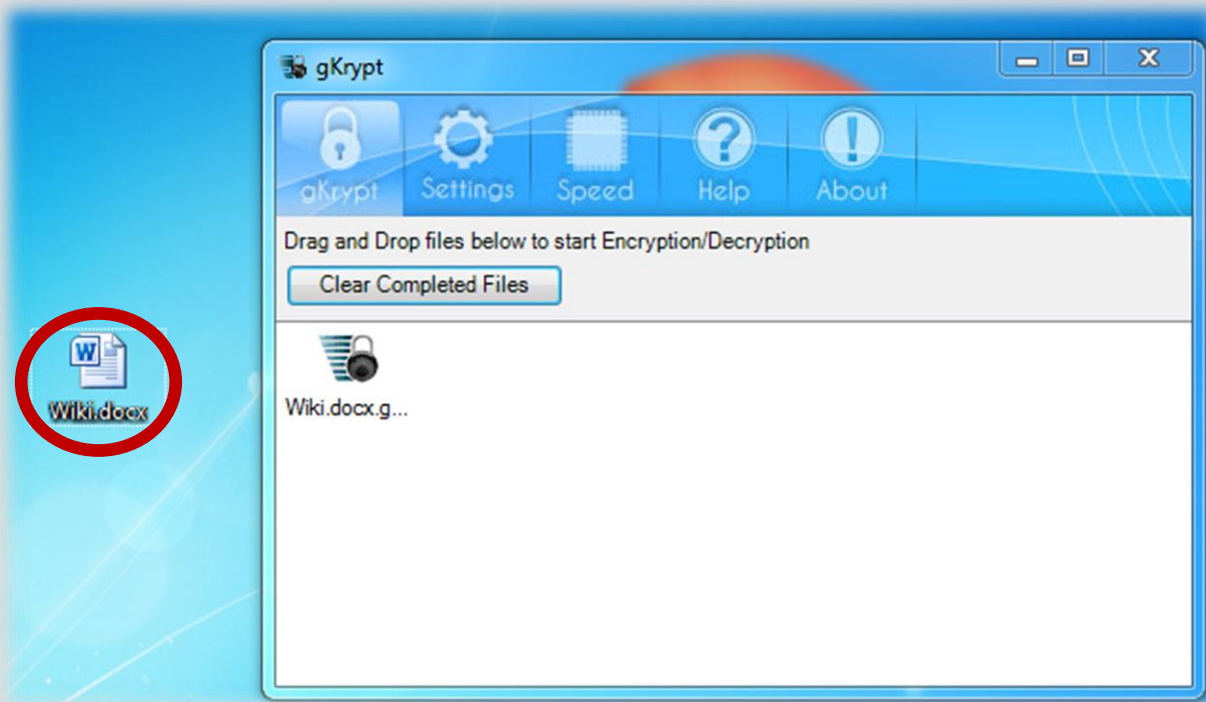 gKrypt
gKrypt Settings Speed Help About
Drag and Drop files below to start Encryption/Decryption
Clear Completed Files
Wiki.docx
Wiki.docx.g...